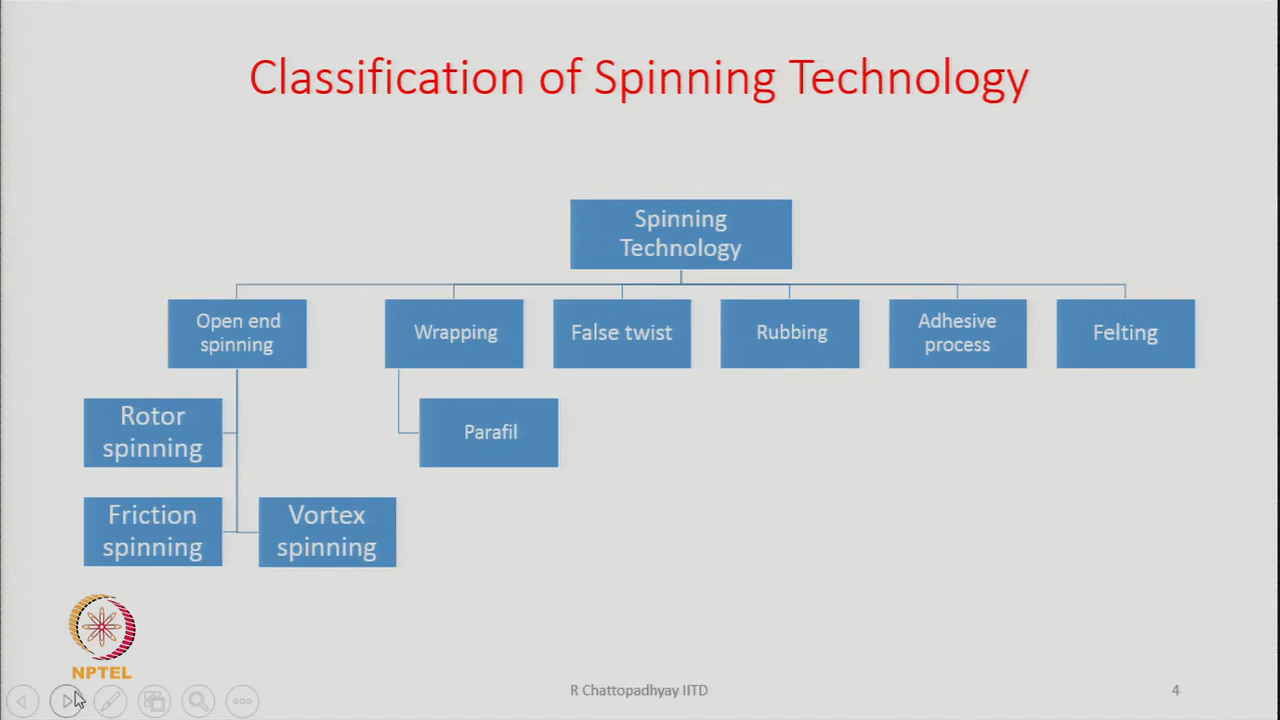 Classification of Spinning Technology
Spinning
Technology
Open end
spinning
Wrapping
False twist
Rubbing
Adhesive
process
Felting
Rotor
spinning
Parafil
Friction
spinning
Vortex
spinning
NPTEL
R Chattopadhyay IITD
4